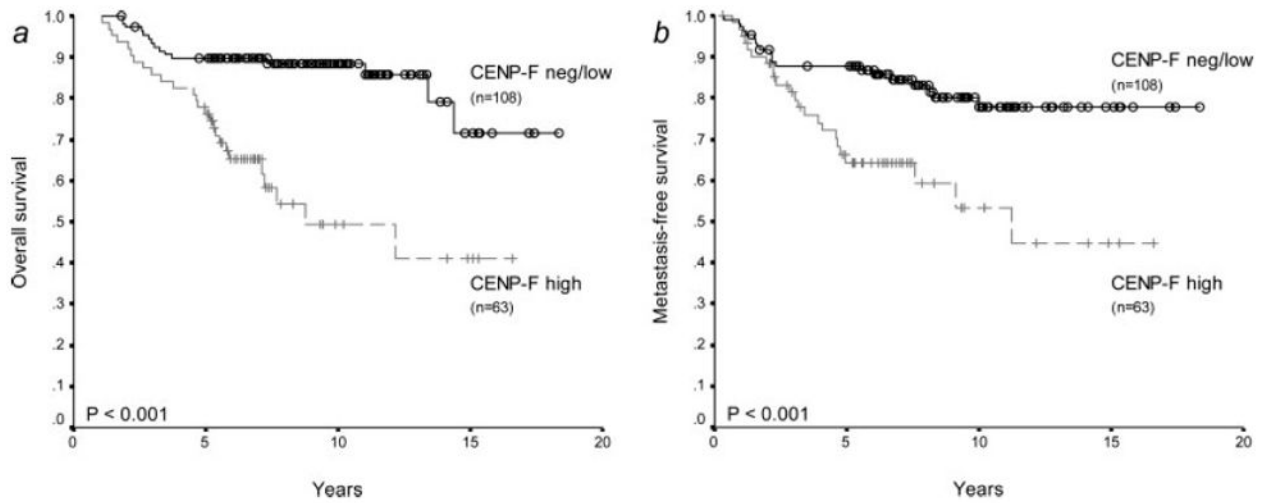 a
Overall survival
1.0
.9
.8
.7
.6
.5
.4
.3
.2
.1
.0
CENP-F neg/low
(n=108)
CENP-F high
(n=63)
P < 0.001
0
5
10
15
20
Years
b
Metastasis-free survival
1.0
.9
.8
.7
.6
.5
.4
.3
.2
.1
.0
CENP-F neg/low
(n=108)
CENP-F high
(n=63)
P < 0.001
0
5
10
15
20
Years